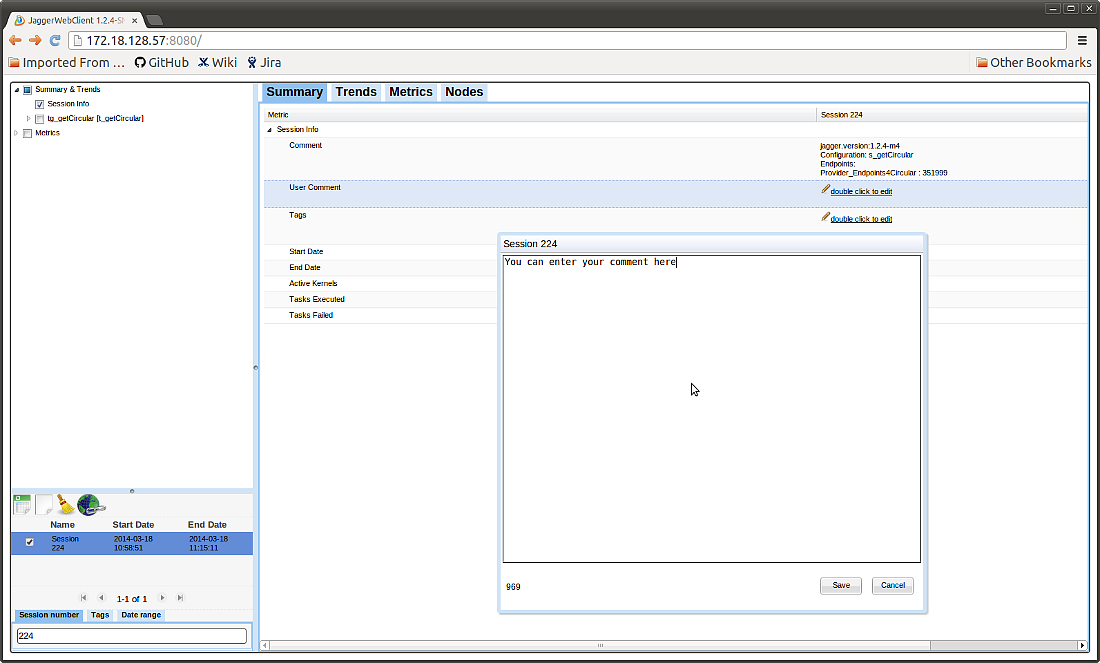 JaggerWebClient 1.2.4-S
172.18.128.57:8080/
Imported From ... GitHub Wiki Jira Other Bookmarks
Summary & Trends
Session Info
tg_getCircular [t_getCircular]
Metrics
Summary Trends Metrics Nodes
Metric Session 224
Session Info
Comment
jagger.version:1.2.4-m4
Configuration: s_getCircular
Endpoints:
Provider_Endpoints4Circular : 351999
User Comment double click to edit
Tags double click to edit
Start Date
End Date
Active Kernels
Tasks Executed
Tasks Failed
Session 224
You can enter your comment here
969 Save Cancel
Name Start Date End Date
Session 2014-03-18 2014-03-18
224 10:58:51 11:15:11
1-1 of 1
Session number Tags Date range
224